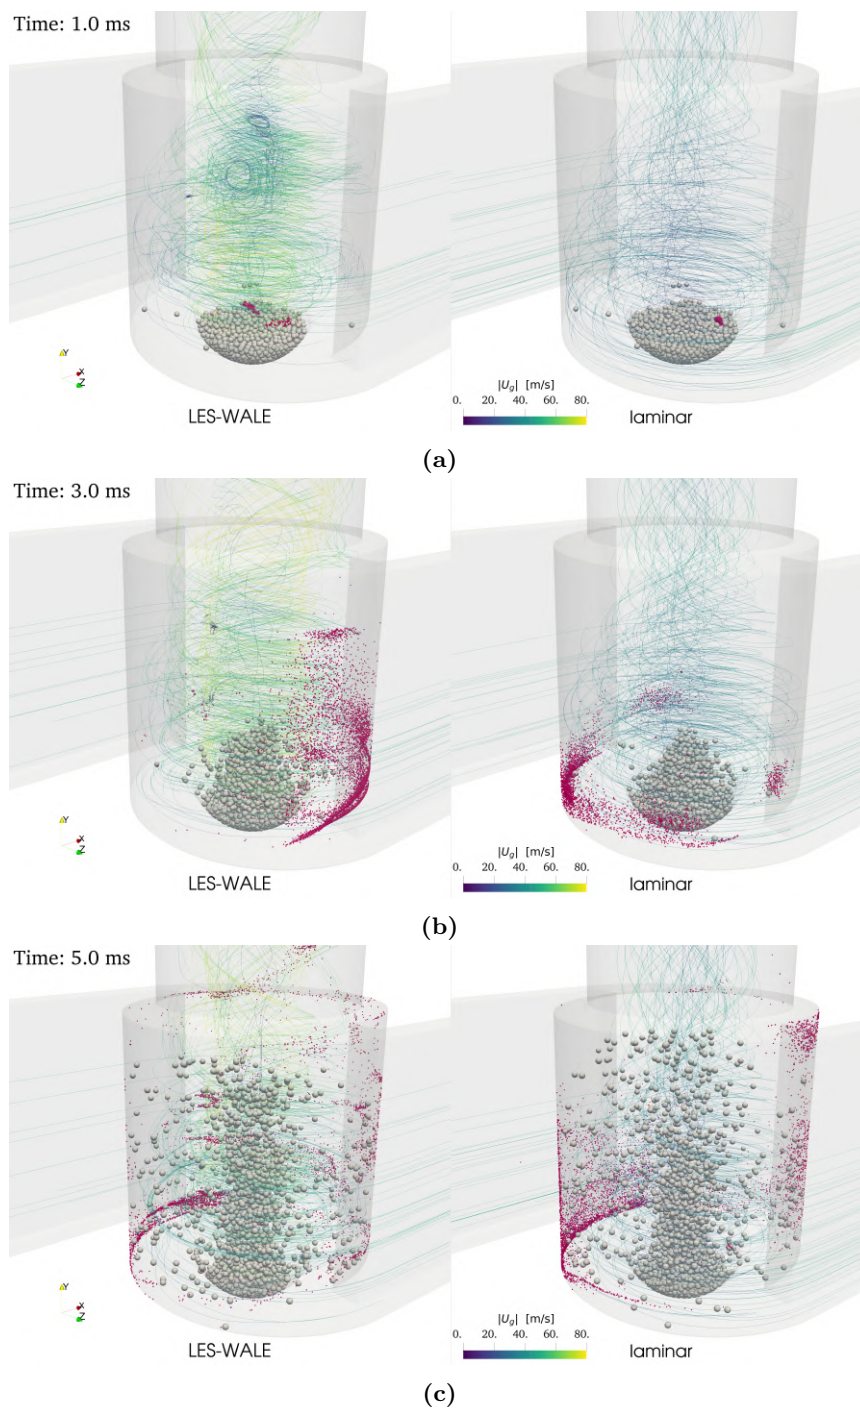 Time: 1.0 ms
Y
X
Z
|U_g| [m/s]
0. 20. 40. 60. 80.
LES-WALE
laminar
(a)
Time: 3.0 ms
Y
X
Z
|U_g| [m/s]
0. 20. 40. 60. 80.
LES-WALE
laminar
(b)
Time: 5.0 ms
Y
X
Z
|U_g| [m/s]
0. 20. 40. 60. 80.
LES-WALE
laminar
(c)